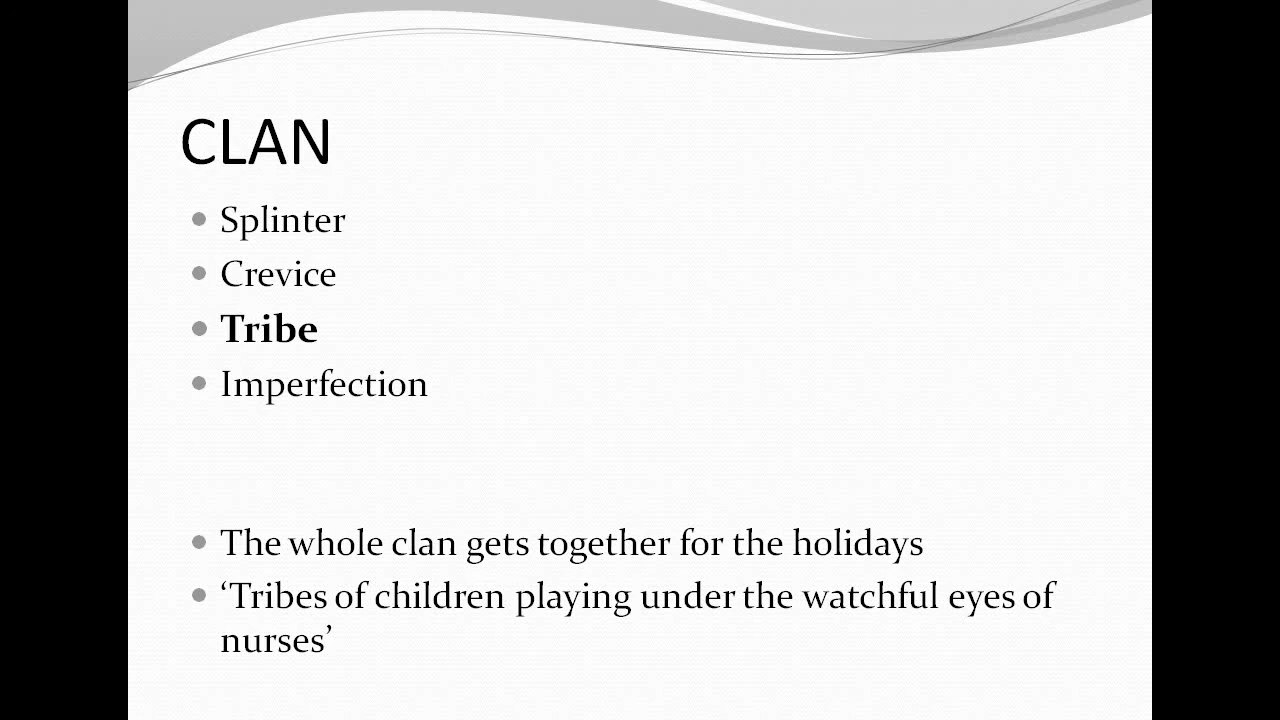 CLAN
Splinter
Crevice
Tribe
Imperfection
The whole clan gets together for the holidays
‘Tribes of children playing under the watchful eyes of
nurses’